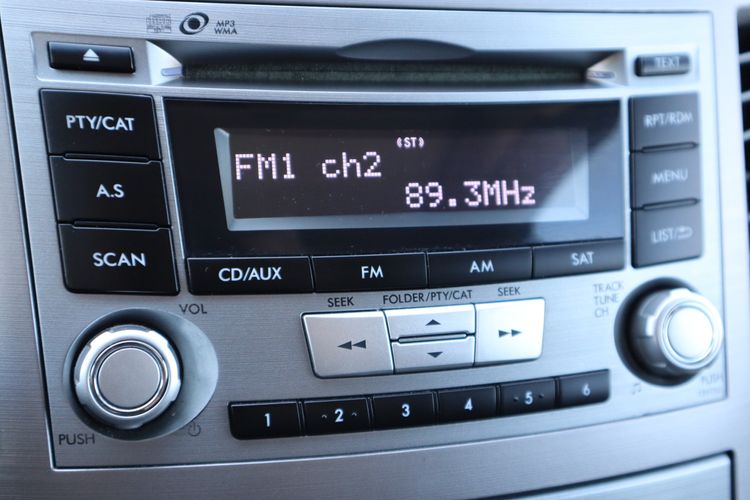 MP3
WMA
TEXT
PTY/CAT
A.S
SCAN
(ST)
FM1 ch2
89.3MHz
RPT/RDM
MENU
LIST/
CD/AUX
FM
AM
SAT
VOL
SEEK
FOLDER/PTY/CAT
SEEK
TRACK
TUNE
CH
1
2
3
4
5
6
PUSH
PUSH